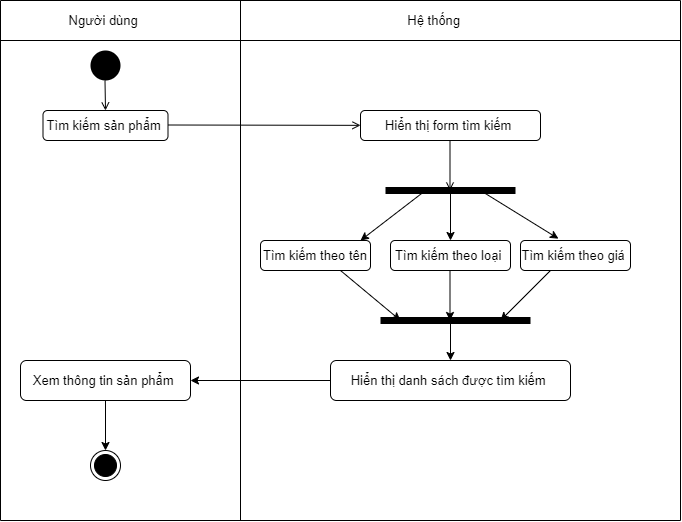 Người dùng
Hệ thống
Tìm kiếm sản phẩm
Hiển thị form tìm kiếm
Tìm kiếm theo tên
Tìm kiếm theo loại
Tìm kiếm theo giá
Xem thông tin sản phẩm
Hiển thị danh sách được tìm kiếm